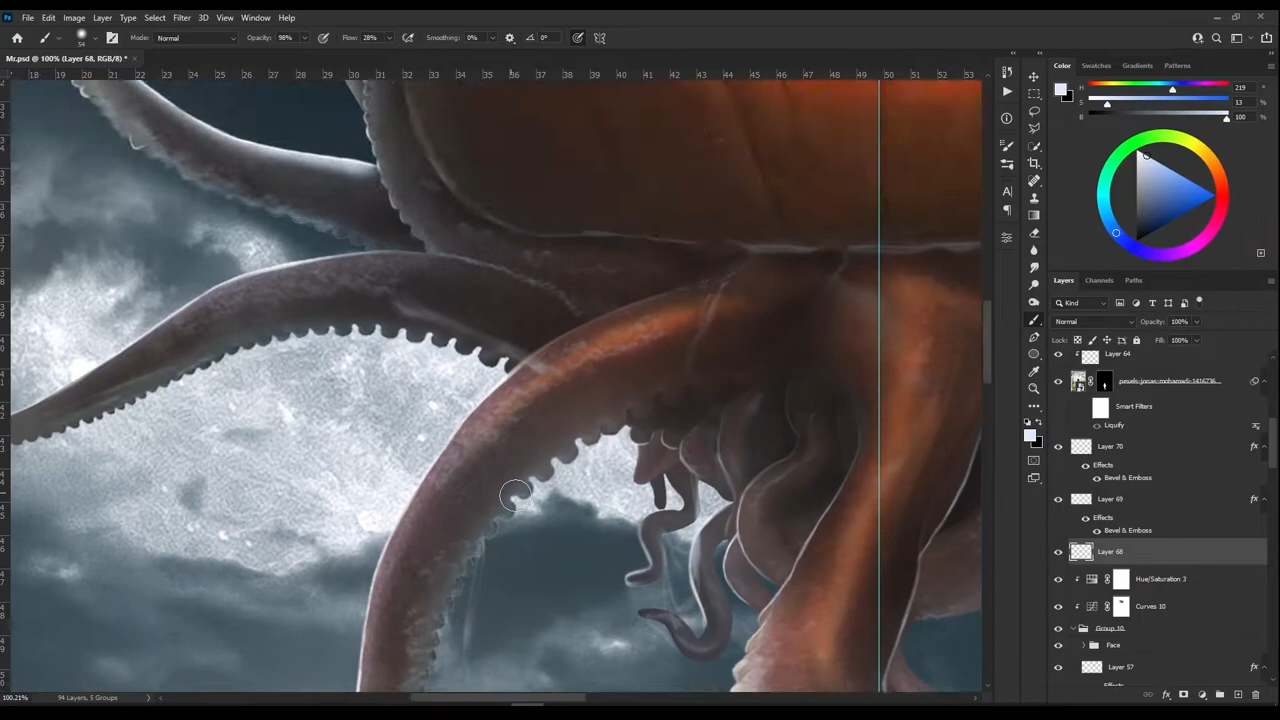 File Edit Image Layer Type Select Filter 3D View Window Help
54 Mode: Normal Opacity: 98% Flow: 28% Smoothing: 0% 0°
Mr.psd @ 100% (Layer 68, RGB/8) *
18 19 20 21 22 23 24 25 26 27 28 29 30 31 32 33 34 35 36 37 38 39 40 41 42 43 44 45 46 47 48 49 50 51 52 53
Color Swatches Gradients Patterns
H 219 °
S 13 %
B 100 %
Layers Channels Paths
Kind
Normal Opacity: 100%
Lock: Fill: 100%
Layer 64
Smart Filters
Liquify
Layer 70 fx
Effects
Bevel & Emboss
Layer 69 fx
Effects
Bevel & Emboss
Layer 68
Hue/Saturation 3
Curves 10
Group 10
Face
Layer 57 fx
100.21% 94 Layers, 5 Groups